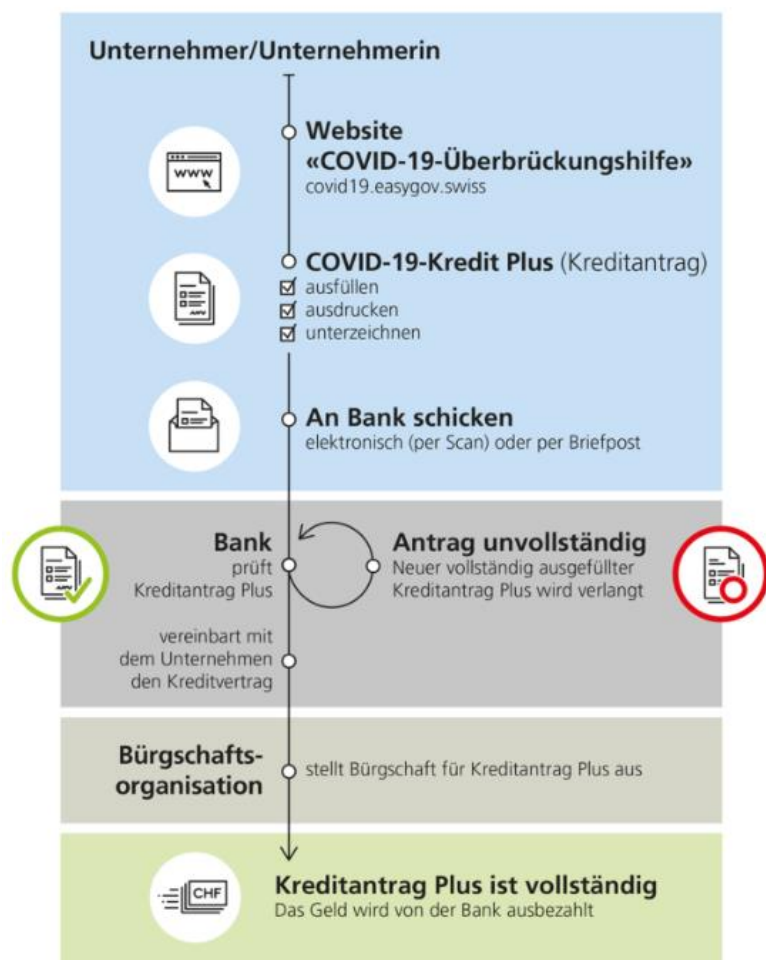 Unternehmer/Unternehmerin
Website
«COVID-19-Überbrückungshilfe»
covid19.easygov.swiss
www
COVID-19-Kredit Plus (Kreditantrag)
ausfüllen
ausdrucken
unterzeichnen
An Bank schicken
elektronisch (per Scan) oder per Briefpost
Bank
prüft
Kreditantrag Plus
Antrag unvollständig
Neuer vollständig ausgefüllter
Kreditantrag Plus wird verlangt
vereinbart mit
dem Unternehmen
den Kreditvertrag
Bürgschafts-
organisation
stellt Bürgschaft für Kreditantrag Plus aus
CHF
Kreditantrag Plus ist vollständig
Das Geld wird von der Bank ausbezahlt